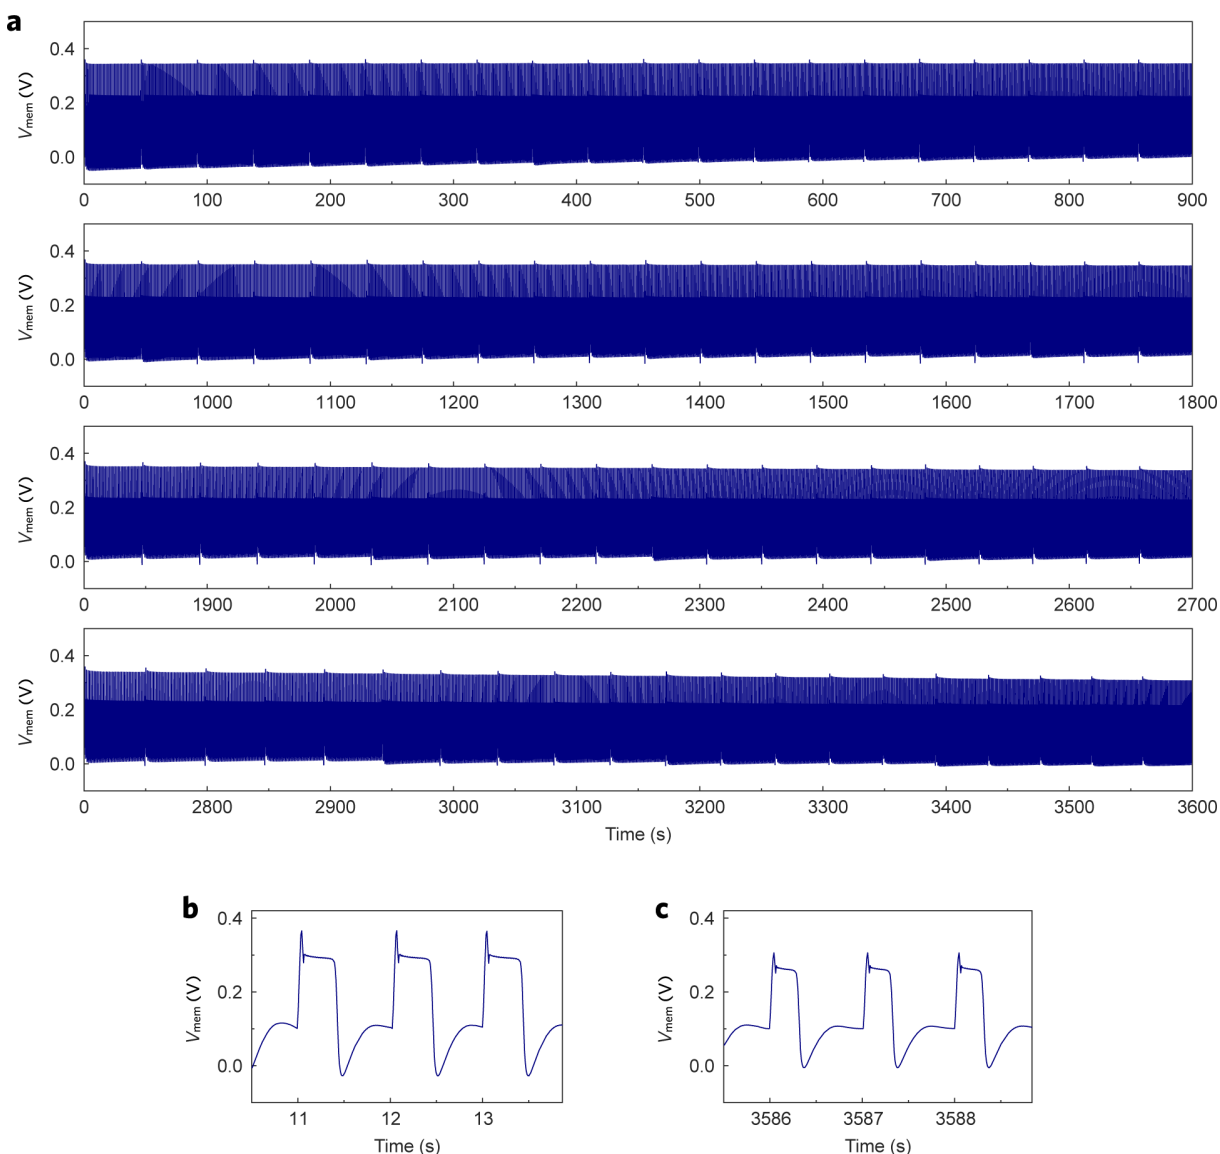 a
0.4
0.2
0.0
Vmem (V)
0 100 200 300 400 500 600 700 800 900
0.4
0.2
0.0
Vmem (V)
0 1000 1100 1200 1300 1400 1500 1600 1700 1800
0.4
0.2
0.0
Vmem (V)
0 1900 2000 2100 2200 2300 2400 2500 2600 2700
0.4
0.2
0.0
Vmem (V)
0 2800 2900 3000 3100 3200 3300 3400 3500 3600
Time (s)
b
0.4
0.2
0.0
Vmem (V)
11 12 13
Time (s)
c
0.4
0.2
0.0
Vmem (V)
3586 3587 3588
Time (s)